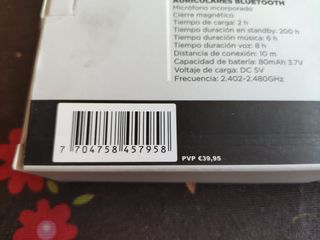 AURICULARES BLUETOOTH
Micrófono incorporado
Cierre magnético
Tiempo de carga: 2 h
Tiempo duración en standby: 200 h
Tiempo duración música: 6 h
Tiempo duración voz: 8 h
Distancia de conexión: 10 m
Capacidad de batería: 80mAh 3.7V
Voltaje de carga: DC 5V
Frecuencia: 2.402-2.480GHz
7 704758 457958
PVP €39,95